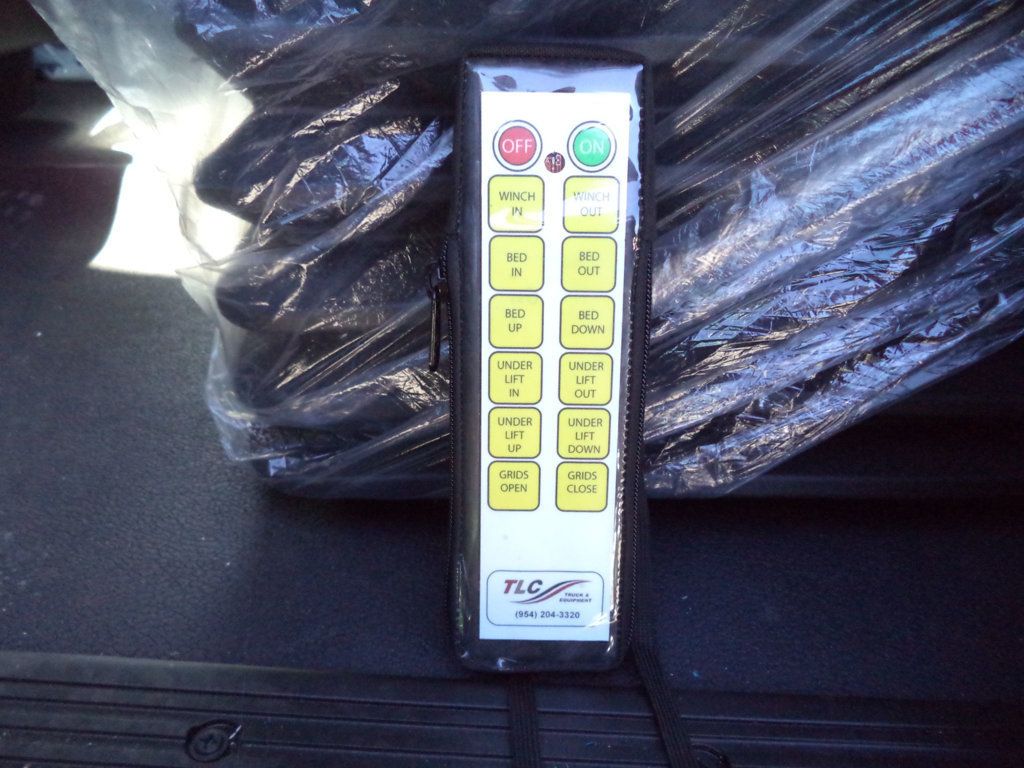 OFF ON
WINCH IN WINCH OUT
BED IN BED OUT
BED UP BED DOWN
UNDER LIFT IN UNDER LIFT OUT
UNDER LIFT UP UNDER LIFT DOWN
GRIDS OPEN GRIDS CLOSE
TLC TRUCK & EQUIPMENT
(954) 204-3320